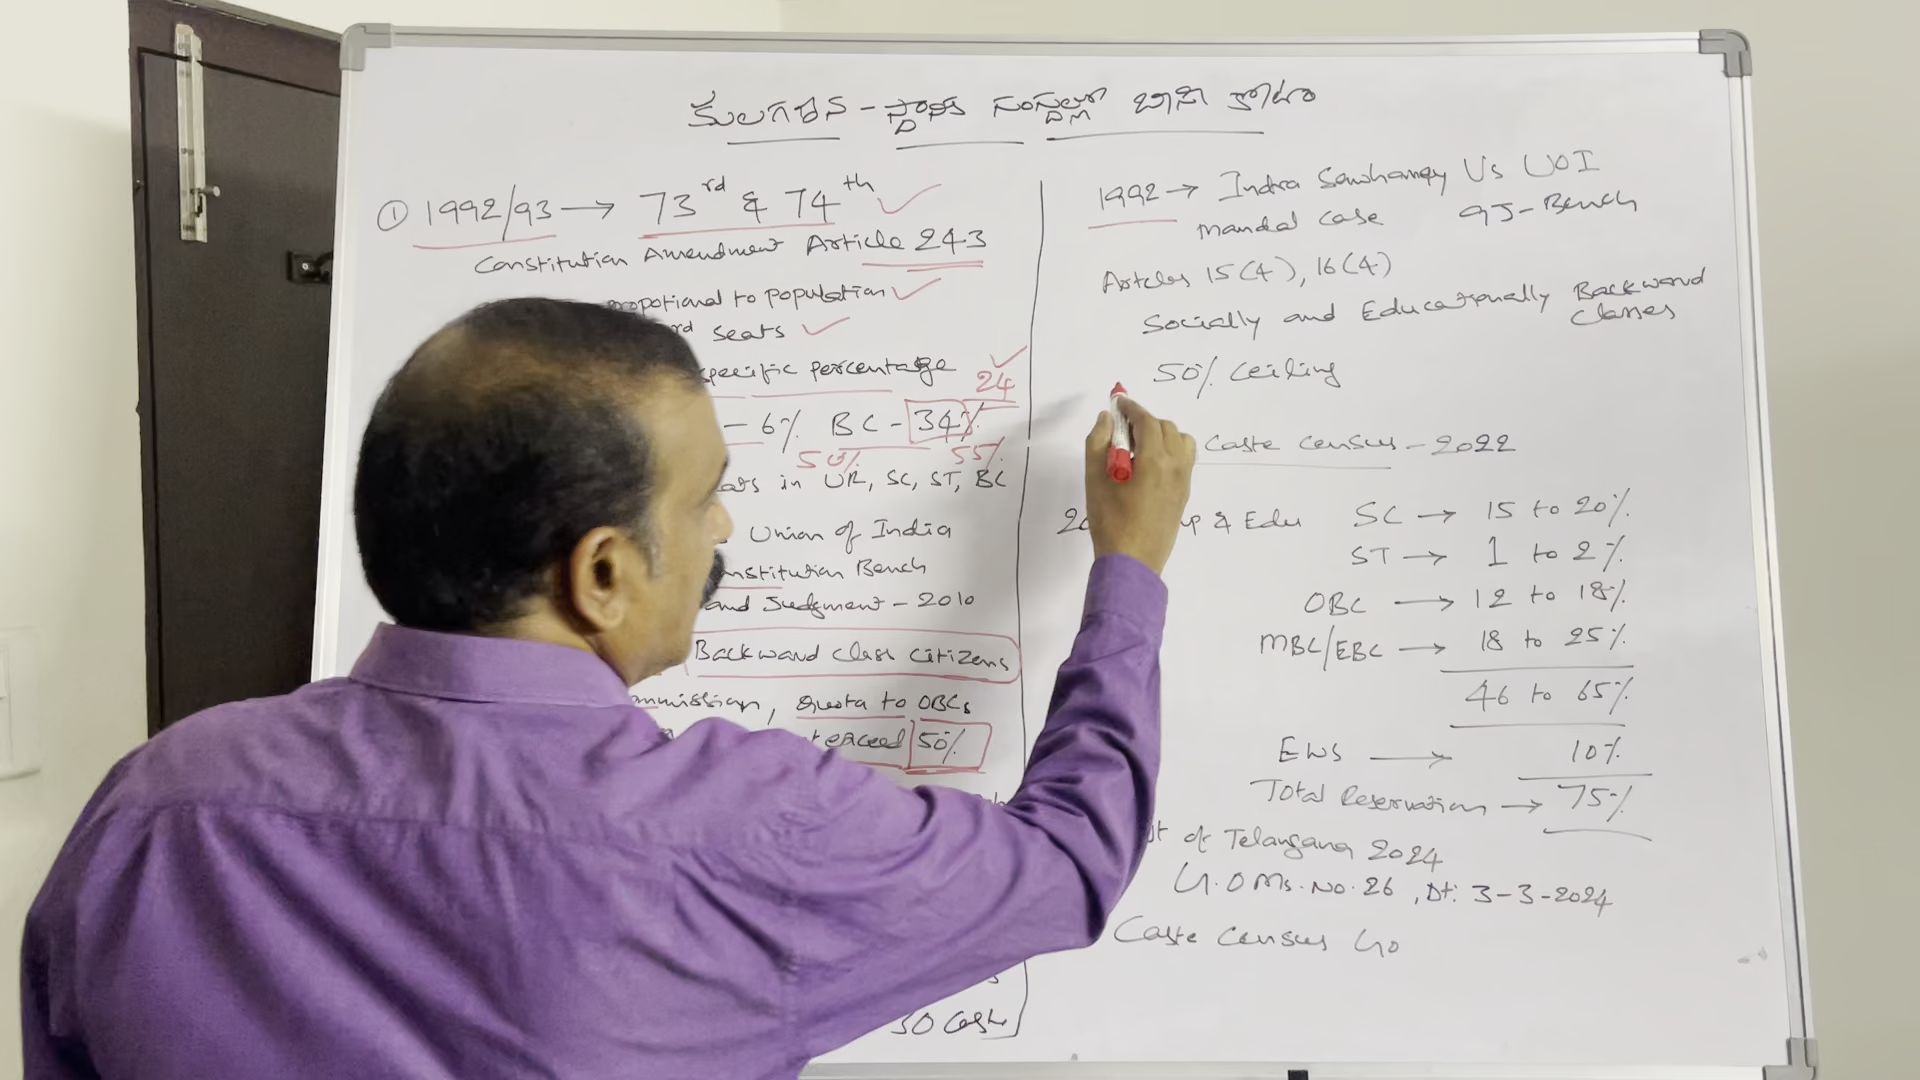 కులగణన - స్థానిక సంస్థల్లో బీసీ కోటా
① 1992/93 → 73rd & 74th ✓
Constitution Amendment Article 243
propotional to population ✓
rd seats ✓
specific percentage
24
- 6% BC - 34%
50% 55%
in UR, SC, ST, BC
Union of India
Bench
Judgment - 2010
Backward class citizens
quota to OBCs
exceed 50%
30 Caste
1992 → Indra Sawhaney Vs UOI
Mandal Case 9J-Bench
Articles 15(4), 16(4)
Socially and Educationally Backward
Classes
50% Ceiling
Caste Census - 2022
& Edu SC → 15 to 20%
ST → 1 to 2%
OBC → 12 to 18%
MBC/EBC → 18 to 25%
46 to 65%
EWS → 10%
Total Reservation → 75%
of Telangana 2024
G.O Ms. No. 26, Dt: 3-3-2024
Caste Census GO